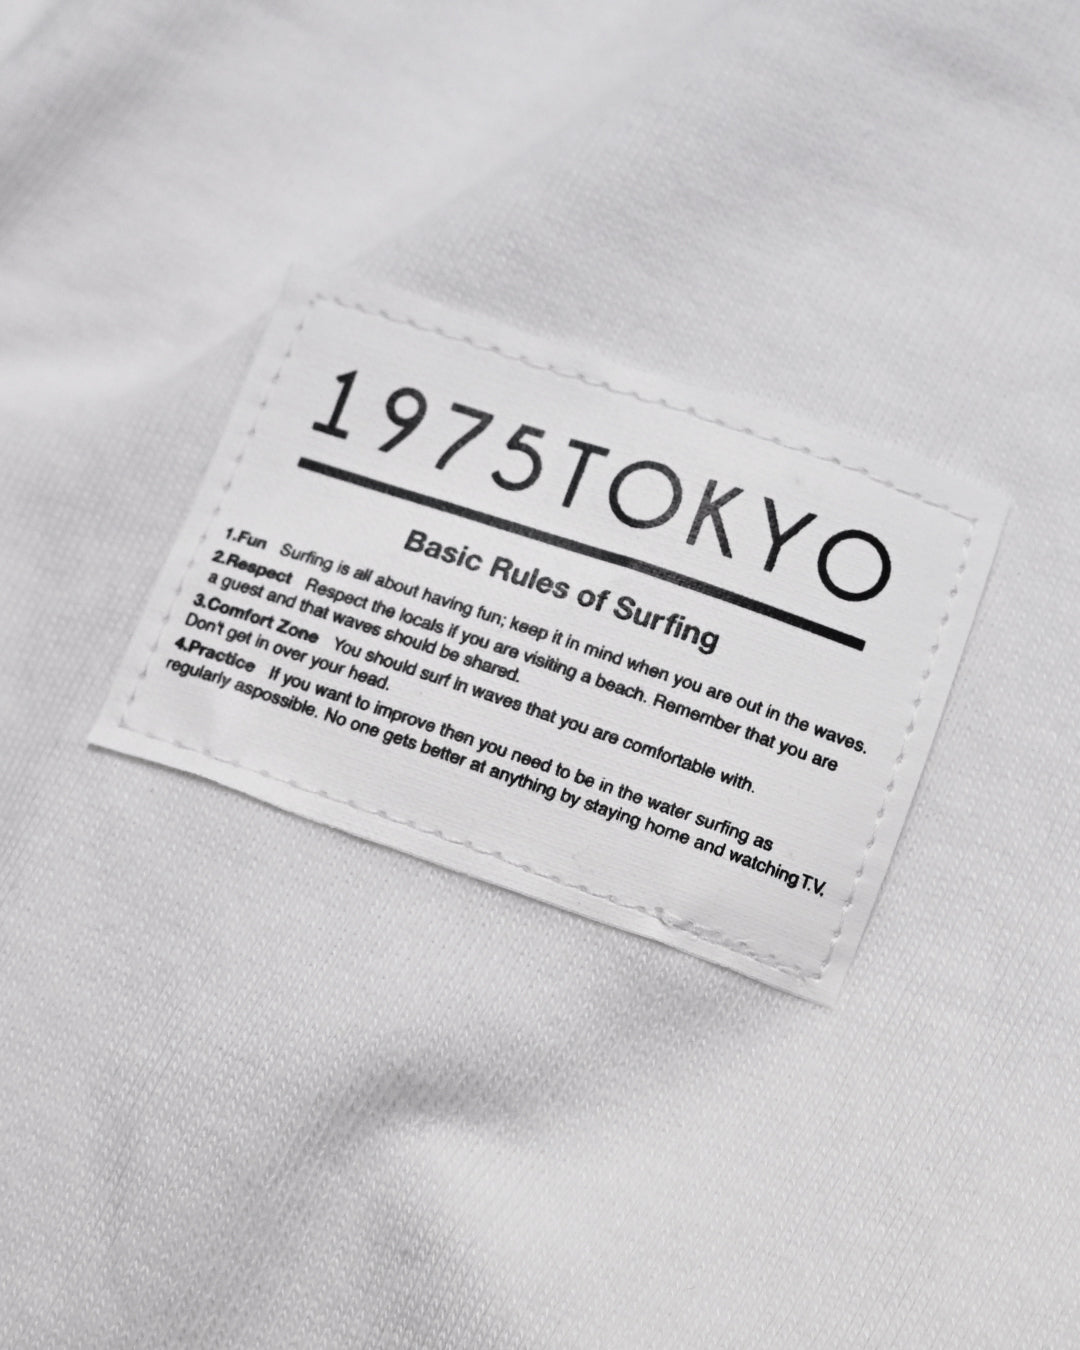 1975TOKYO
Basic Rules of Surfing
1.Fun Surfing is all about having fun; keep it in mind when you are out in the waves.
2.Respect Respect the locals if you are visiting a beach. Remember that you are
a guest and that waves should be shared.
3.Comfort Zone You should surf in waves that you are comfortable with.
Don't get in over your head.
4.Practice If you want to improve then you need to be in the water surfing as
regularly aspossible. No one gets better at anything by staying home and watching T.V.